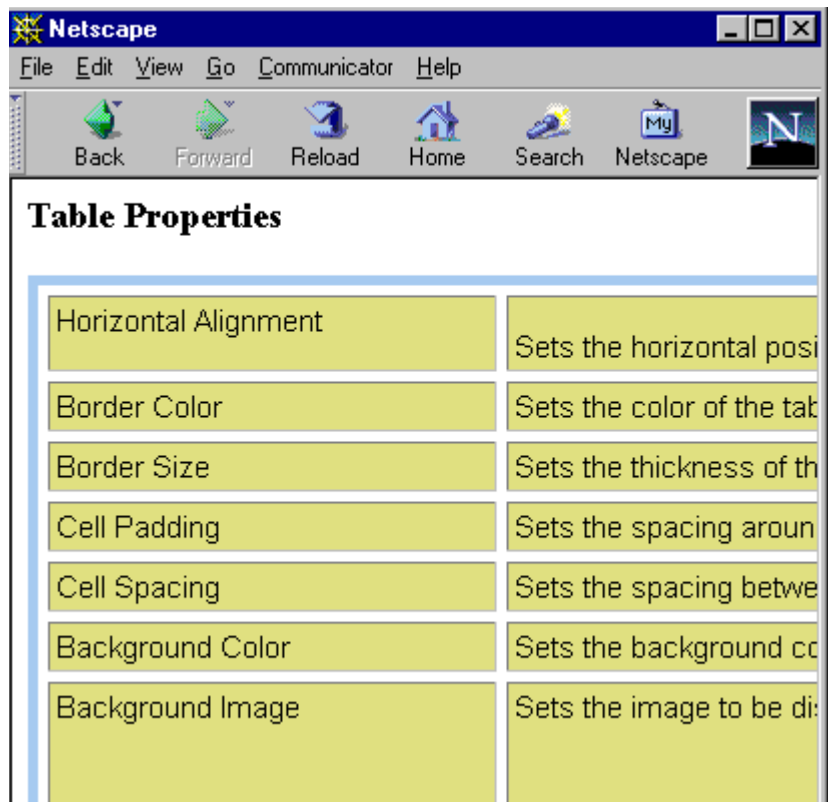 Netscape
File Edit View Go Communicator Help
My N
Back Forward Reload Home Search Netscape
Table Properties
Horizontal Alignment
Sets the horizontal posi
Border Color Sets the color of the tab
Border Size Sets the thickness of th
Cell Padding Sets the spacing aroun
Cell Spacing Sets the spacing betwe
Background Color Sets the background co
Background Image Sets the image to be dis